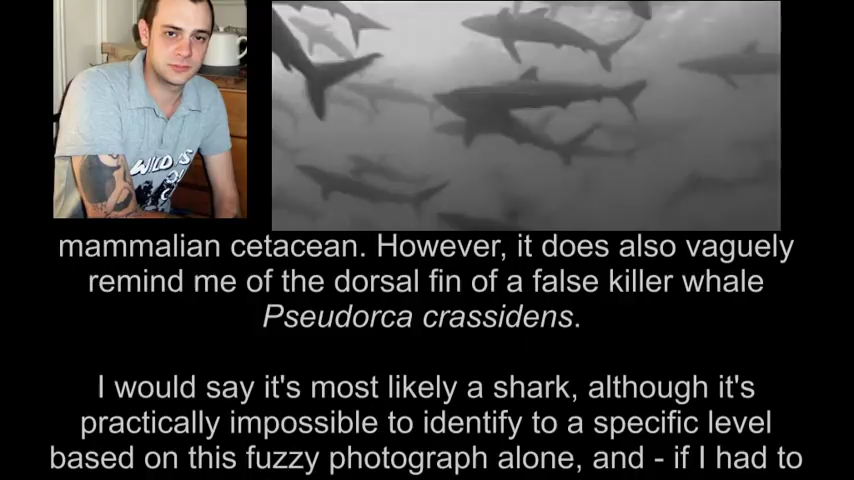 WILD IS
mammalian cetacean. However, it does also vaguely
remind me of the dorsal fin of a false killer whale
Pseudorca crassidens.
I would say it's most likely a shark, although it's
practically impossible to identify to a specific level
based on this fuzzy photograph alone, and - if I had to